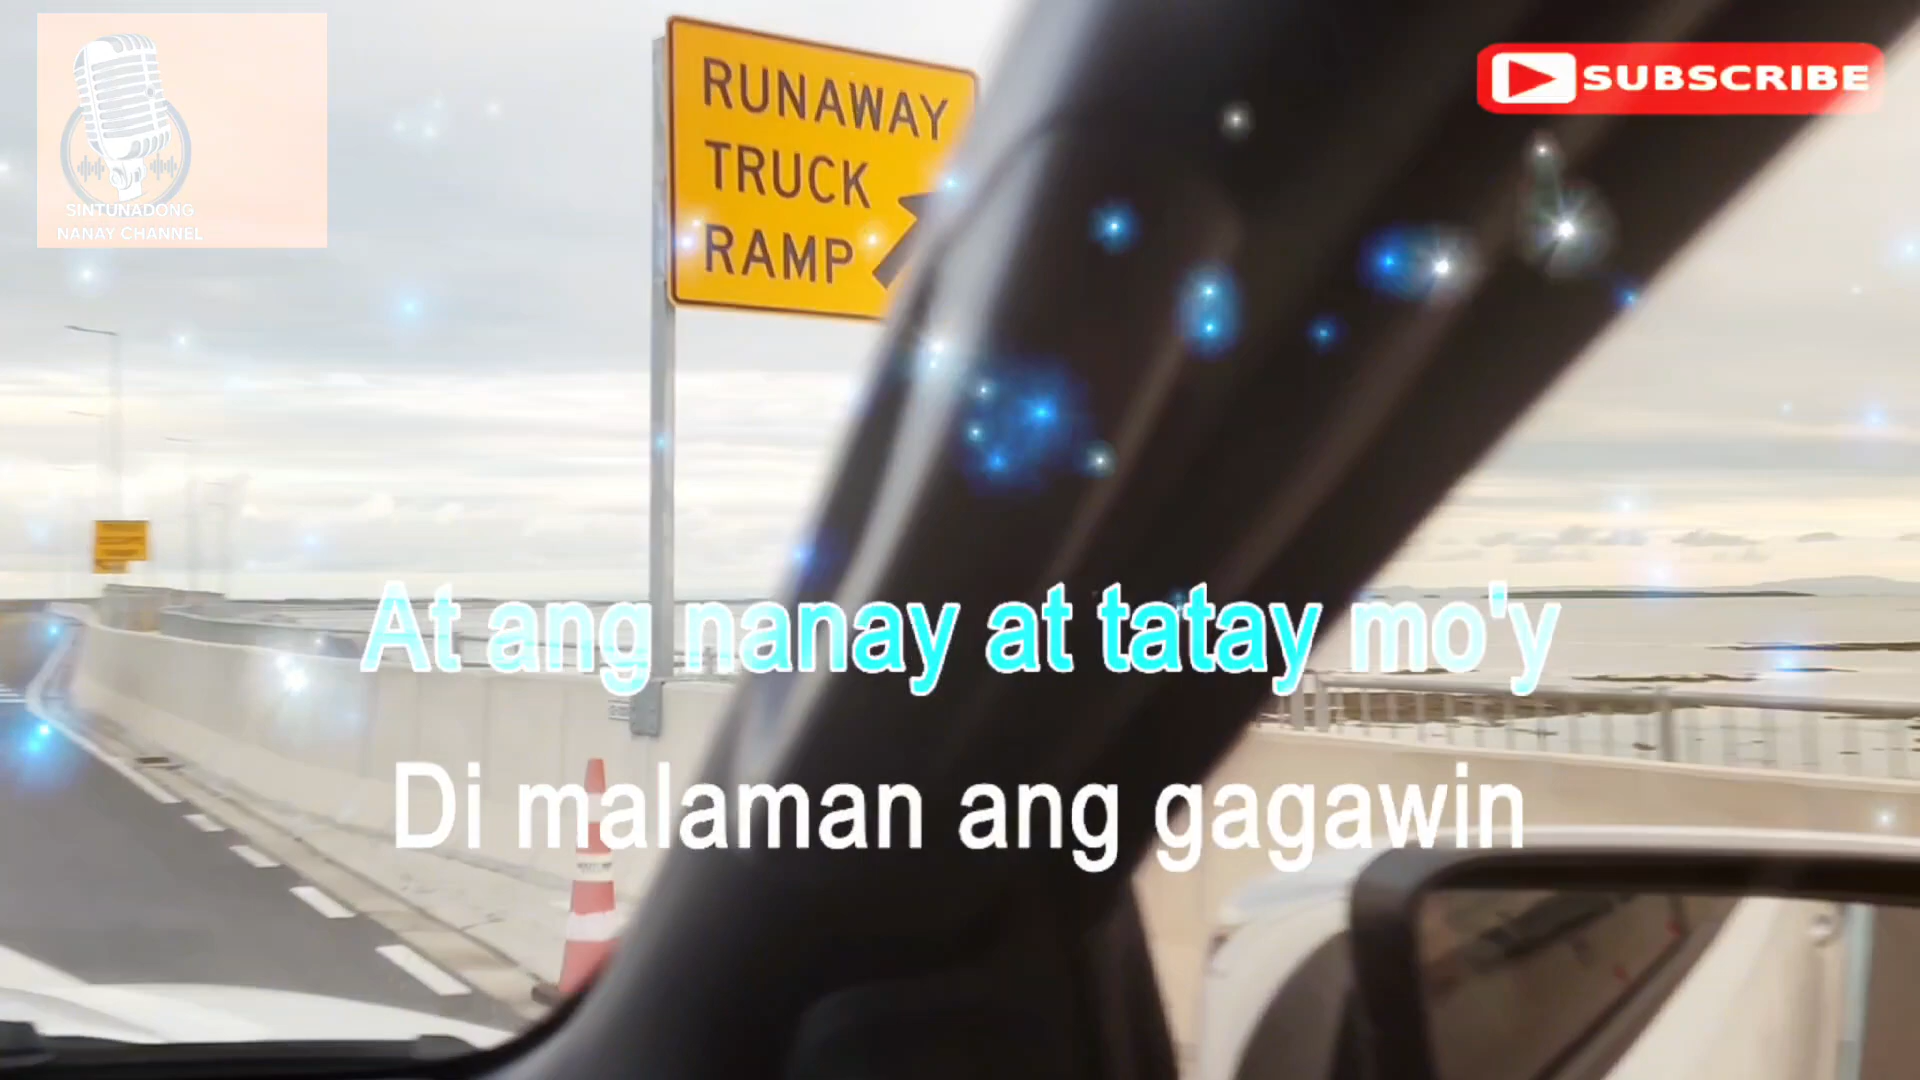 SINTUNADONG
NANAY CHANNEL
RUNAWAY
TRUCK
RAMP
SUBSCRIBE
At ang nanay at tatay mo'y
Di malaman ang gagawin